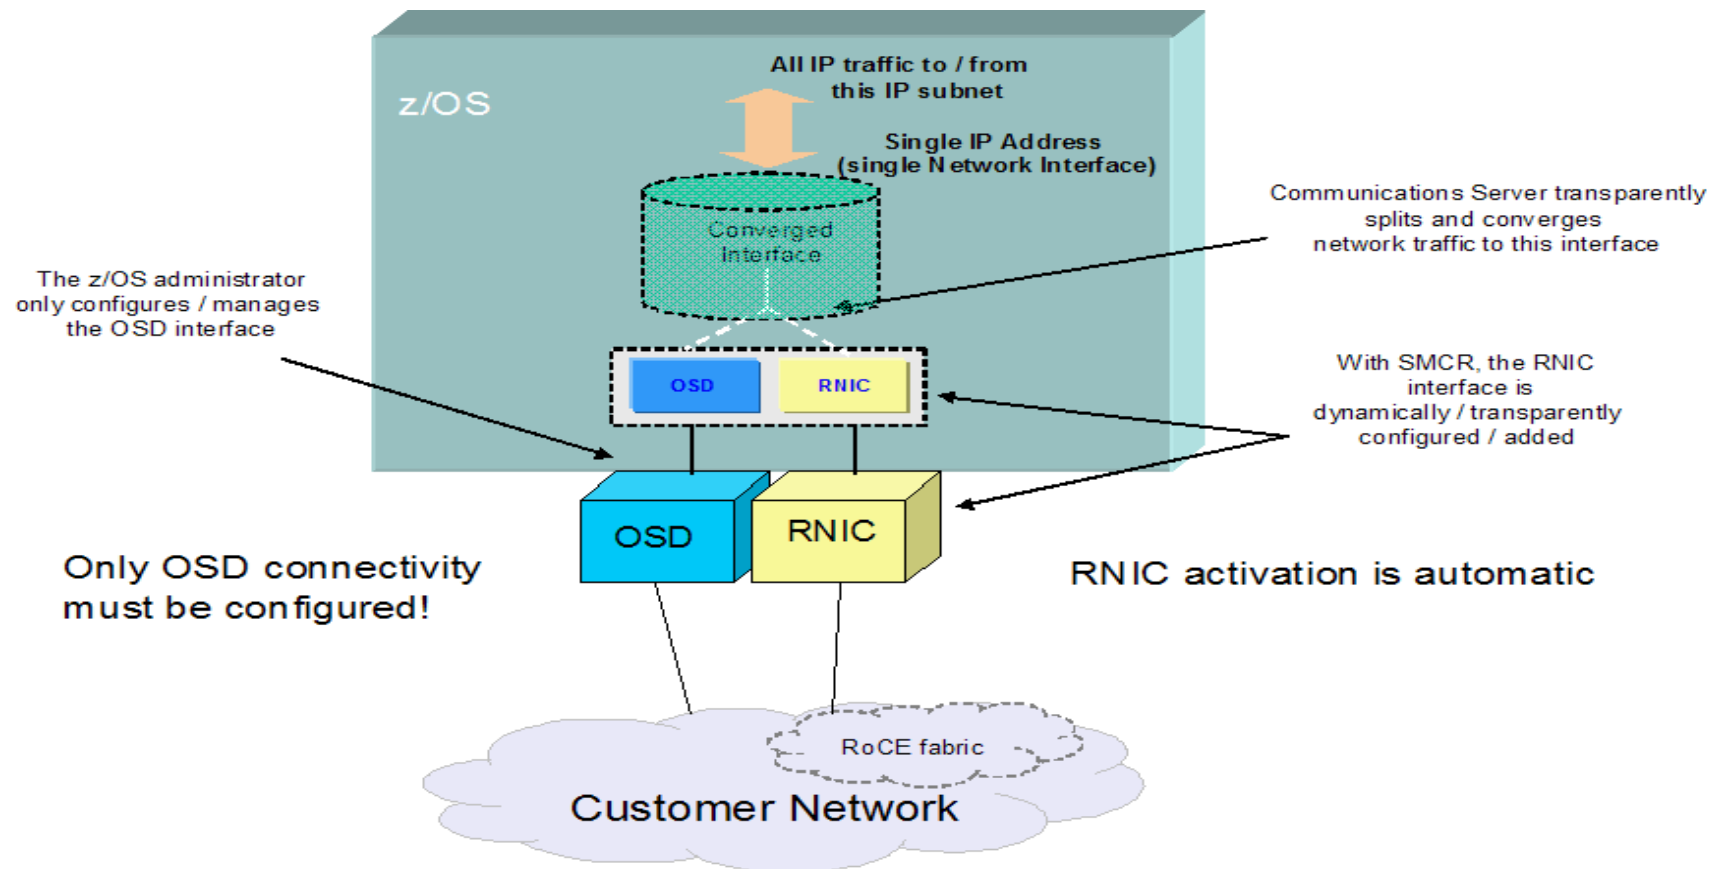 All IP traffic to / from
this IP subnet
z/OS
Single IP Address
(single Network Interface)
Communications Server transparently
splits and converges
network traffic to this interface
Converged
Interface
The z/OS administrator
only configures / manages
the OSD interface
With SMCR, the RNIC
interface is
dynamically / transparently
configured / added
OSD
RNIC
OSD
RNIC
Only OSD connectivity
must be configured!
RNIC activation is automatic
RoCE fabric
Customer Network